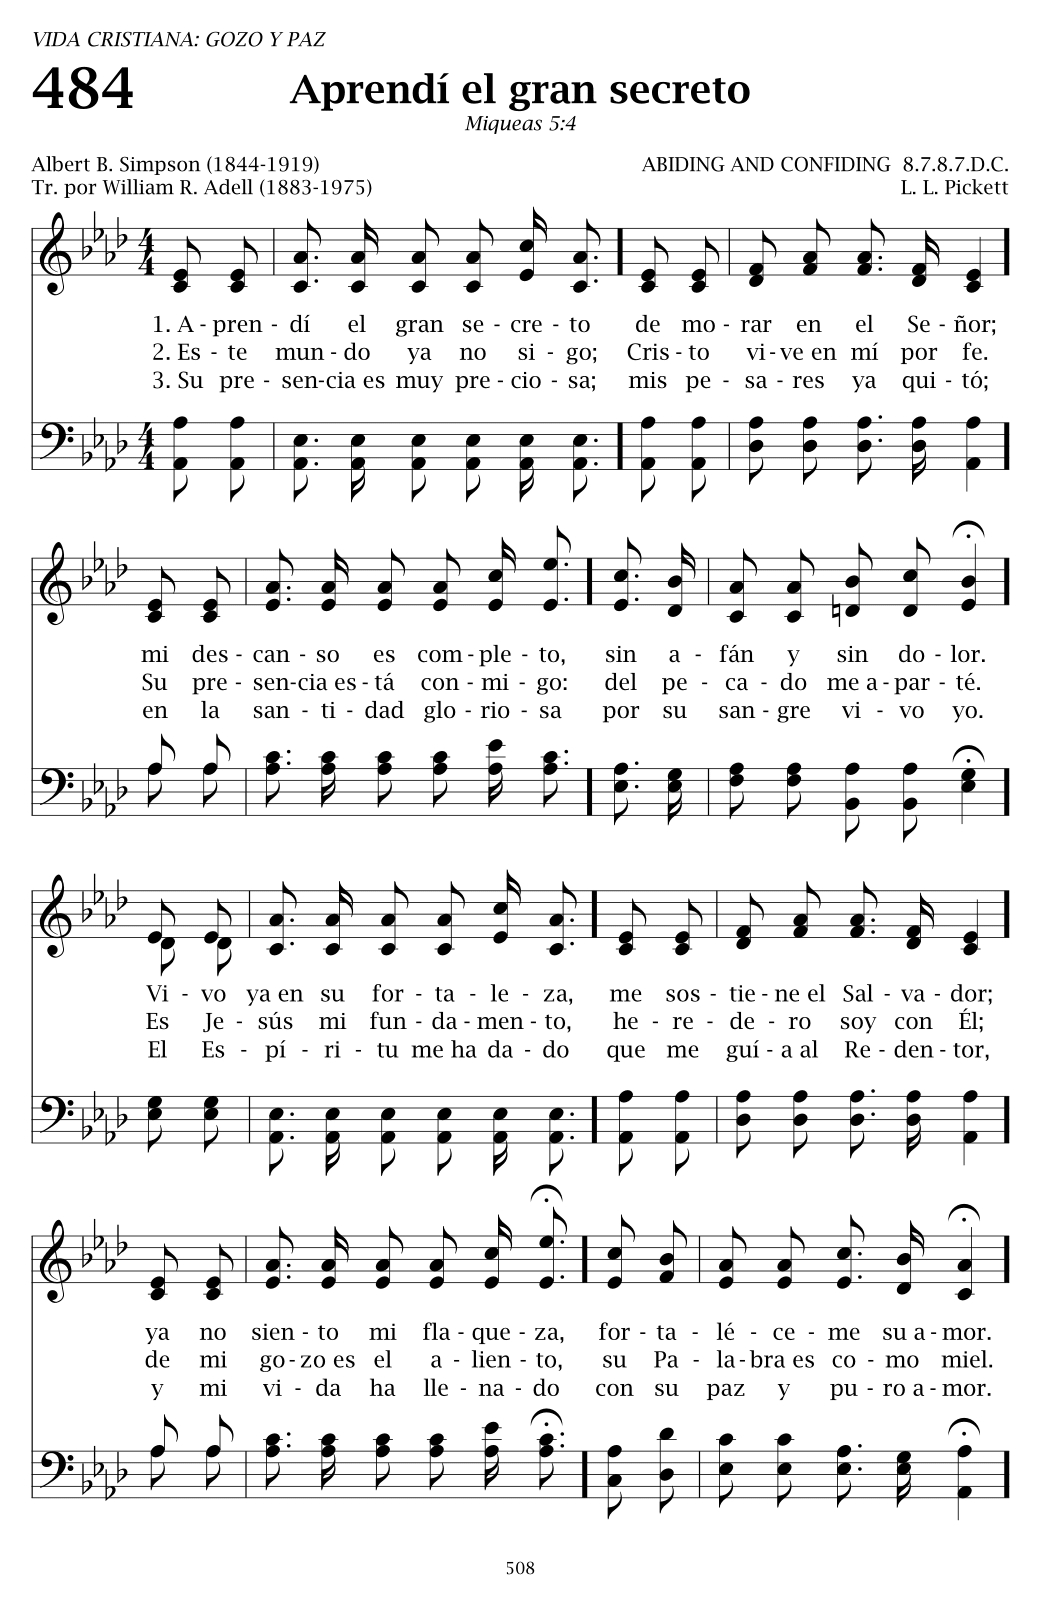 VIDA CRISTIANA: GOZO Y PAZ
484 Aprendí el gran secreto
Miqueas 5:4
Albert B. Simpson (1844-1919) ABIDING AND CONFIDING 8.7.8.7.D.C.
Tr. por William R. Adell (1883-1975) L. L. Pickett
4 4
1. A - pren - dí el gran se - cre - to de mo - rar en el Se - ñor;
2. Es - te mun - do ya no si - go; Cris - to vi - ve en mí por fe.
3. Su pre - sen - cia es muy pre - cio - sa; mis pe - sa - res ya qui - tó;
4 4
mi des - can - so es com - ple - to, sin a - fán y sin do - lor.
Su pre - sen - cia es - tá con - mi - go: del pe - ca - do me a - par - té.
en la san - ti - dad glo - rio - sa por su san - gre vi - vo yo.
Vi - vo ya en su for - ta - le - za, me sos - tie - ne el Sal - va - dor;
Es Je - sús mi fun - da - men - to, he - re - de - ro soy con Él;
El Es - pí - ri - tu me ha da - do que me guí - a al Re - den - tor,
ya no sien - to mi fla - que - za, for - ta - lé - ce - me su a - mor.
de mi go - zo es el a - lien - to, su Pa - la - bra es co - mo miel.
y mi vi - da ha lle - na - do con su paz y pu - ro a - mor.
508